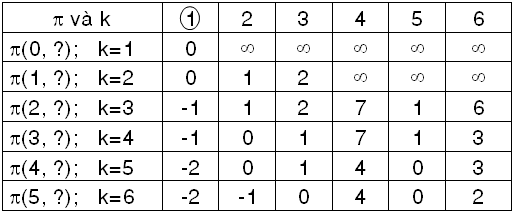 π và k ① 2 3 4 5 6
π(0, ?); k=1 0 ∞ ∞ ∞ ∞ ∞
π(1, ?); k=2 0 1 2 ∞ ∞ ∞
π(2, ?); k=3 -1 1 2 7 1 6
π(3, ?); k=4 -1 0 1 7 1 3
π(4, ?); k=5 -2 0 1 4 0 3
π(5, ?); k=6 -2 -1 0 4 0 2